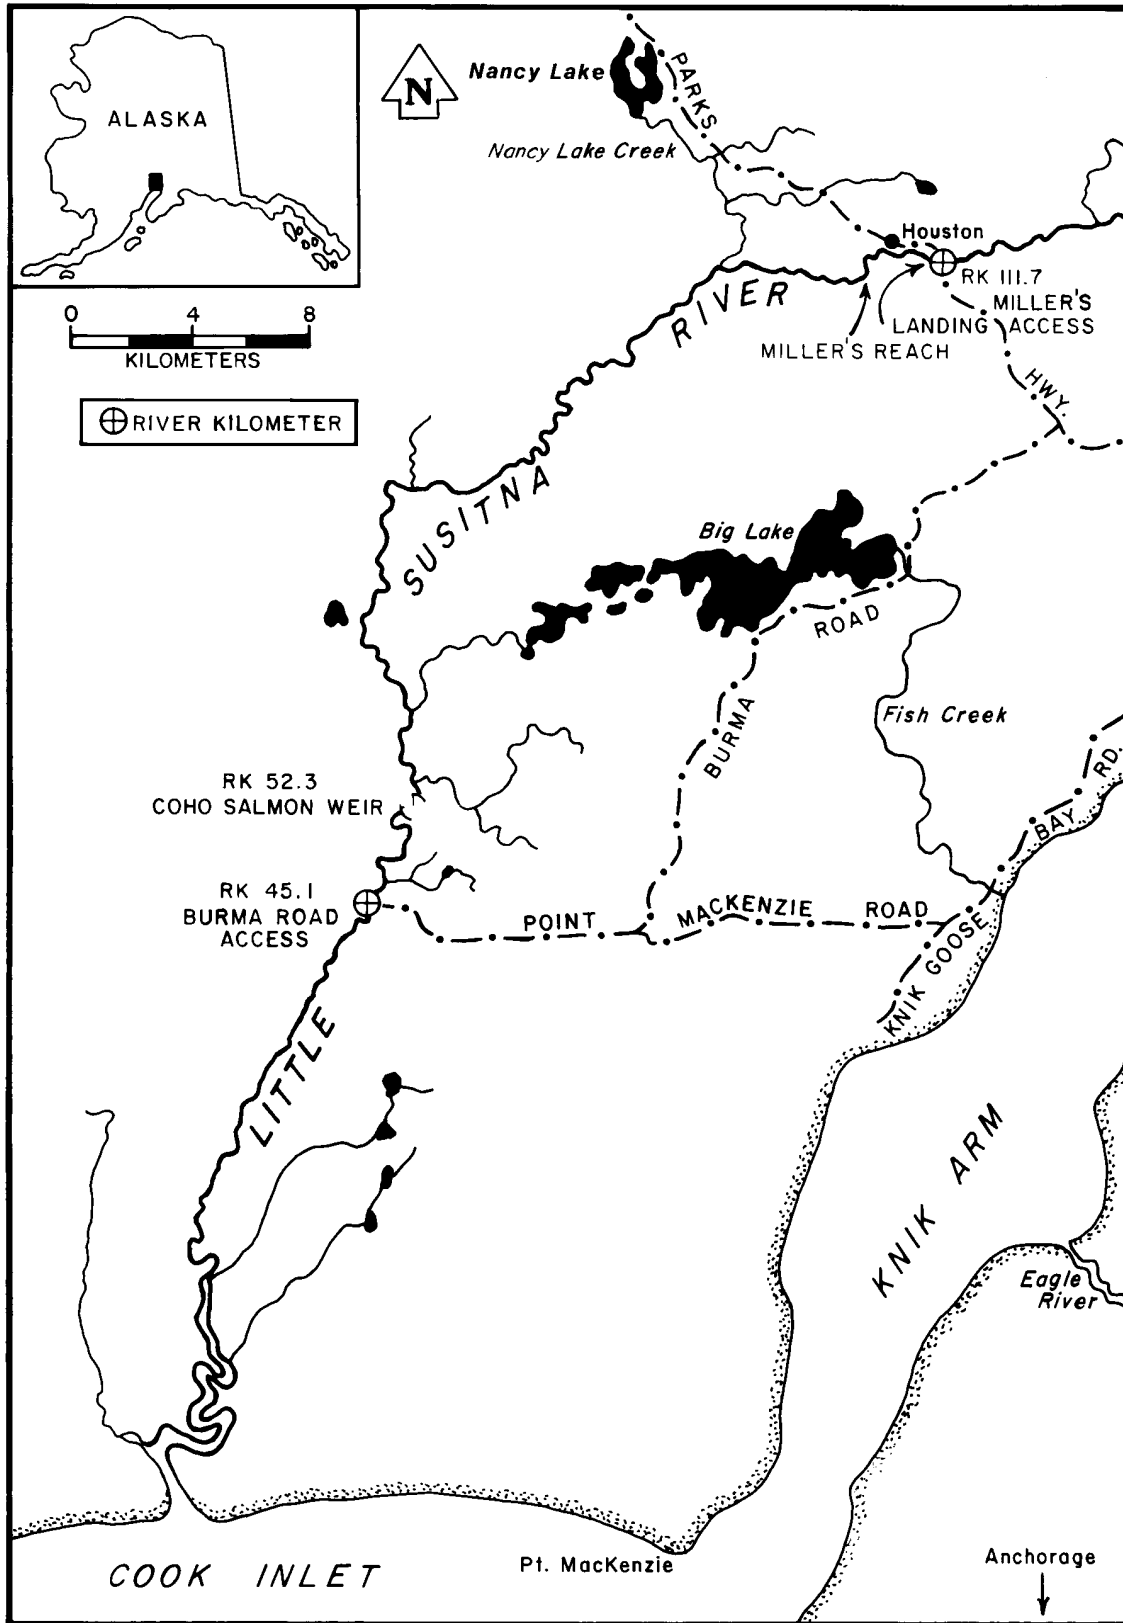 ALASKA
N
Nancy Lake
PARKS
Nancy Lake Creek
Houston
RK 111.7
MILLER'S
LANDING ACCESS
MILLER'S REACH
RIVER
HWY.
0 4 8
KILOMETERS
RIVER KILOMETER
SUSITNA
Big Lake
ROAD
BURMA
Fish Creek
RD.
BAY
RK 52.3
COHO SALMON WEIR
RK 45.1
BURMA ROAD
ACCESS
POINT MACKENZIE ROAD
KNIK GOOSE
LITTLE
KNIK ARM
Eagle
River
COOK INLET
Pt. MacKenzie
Anchorage